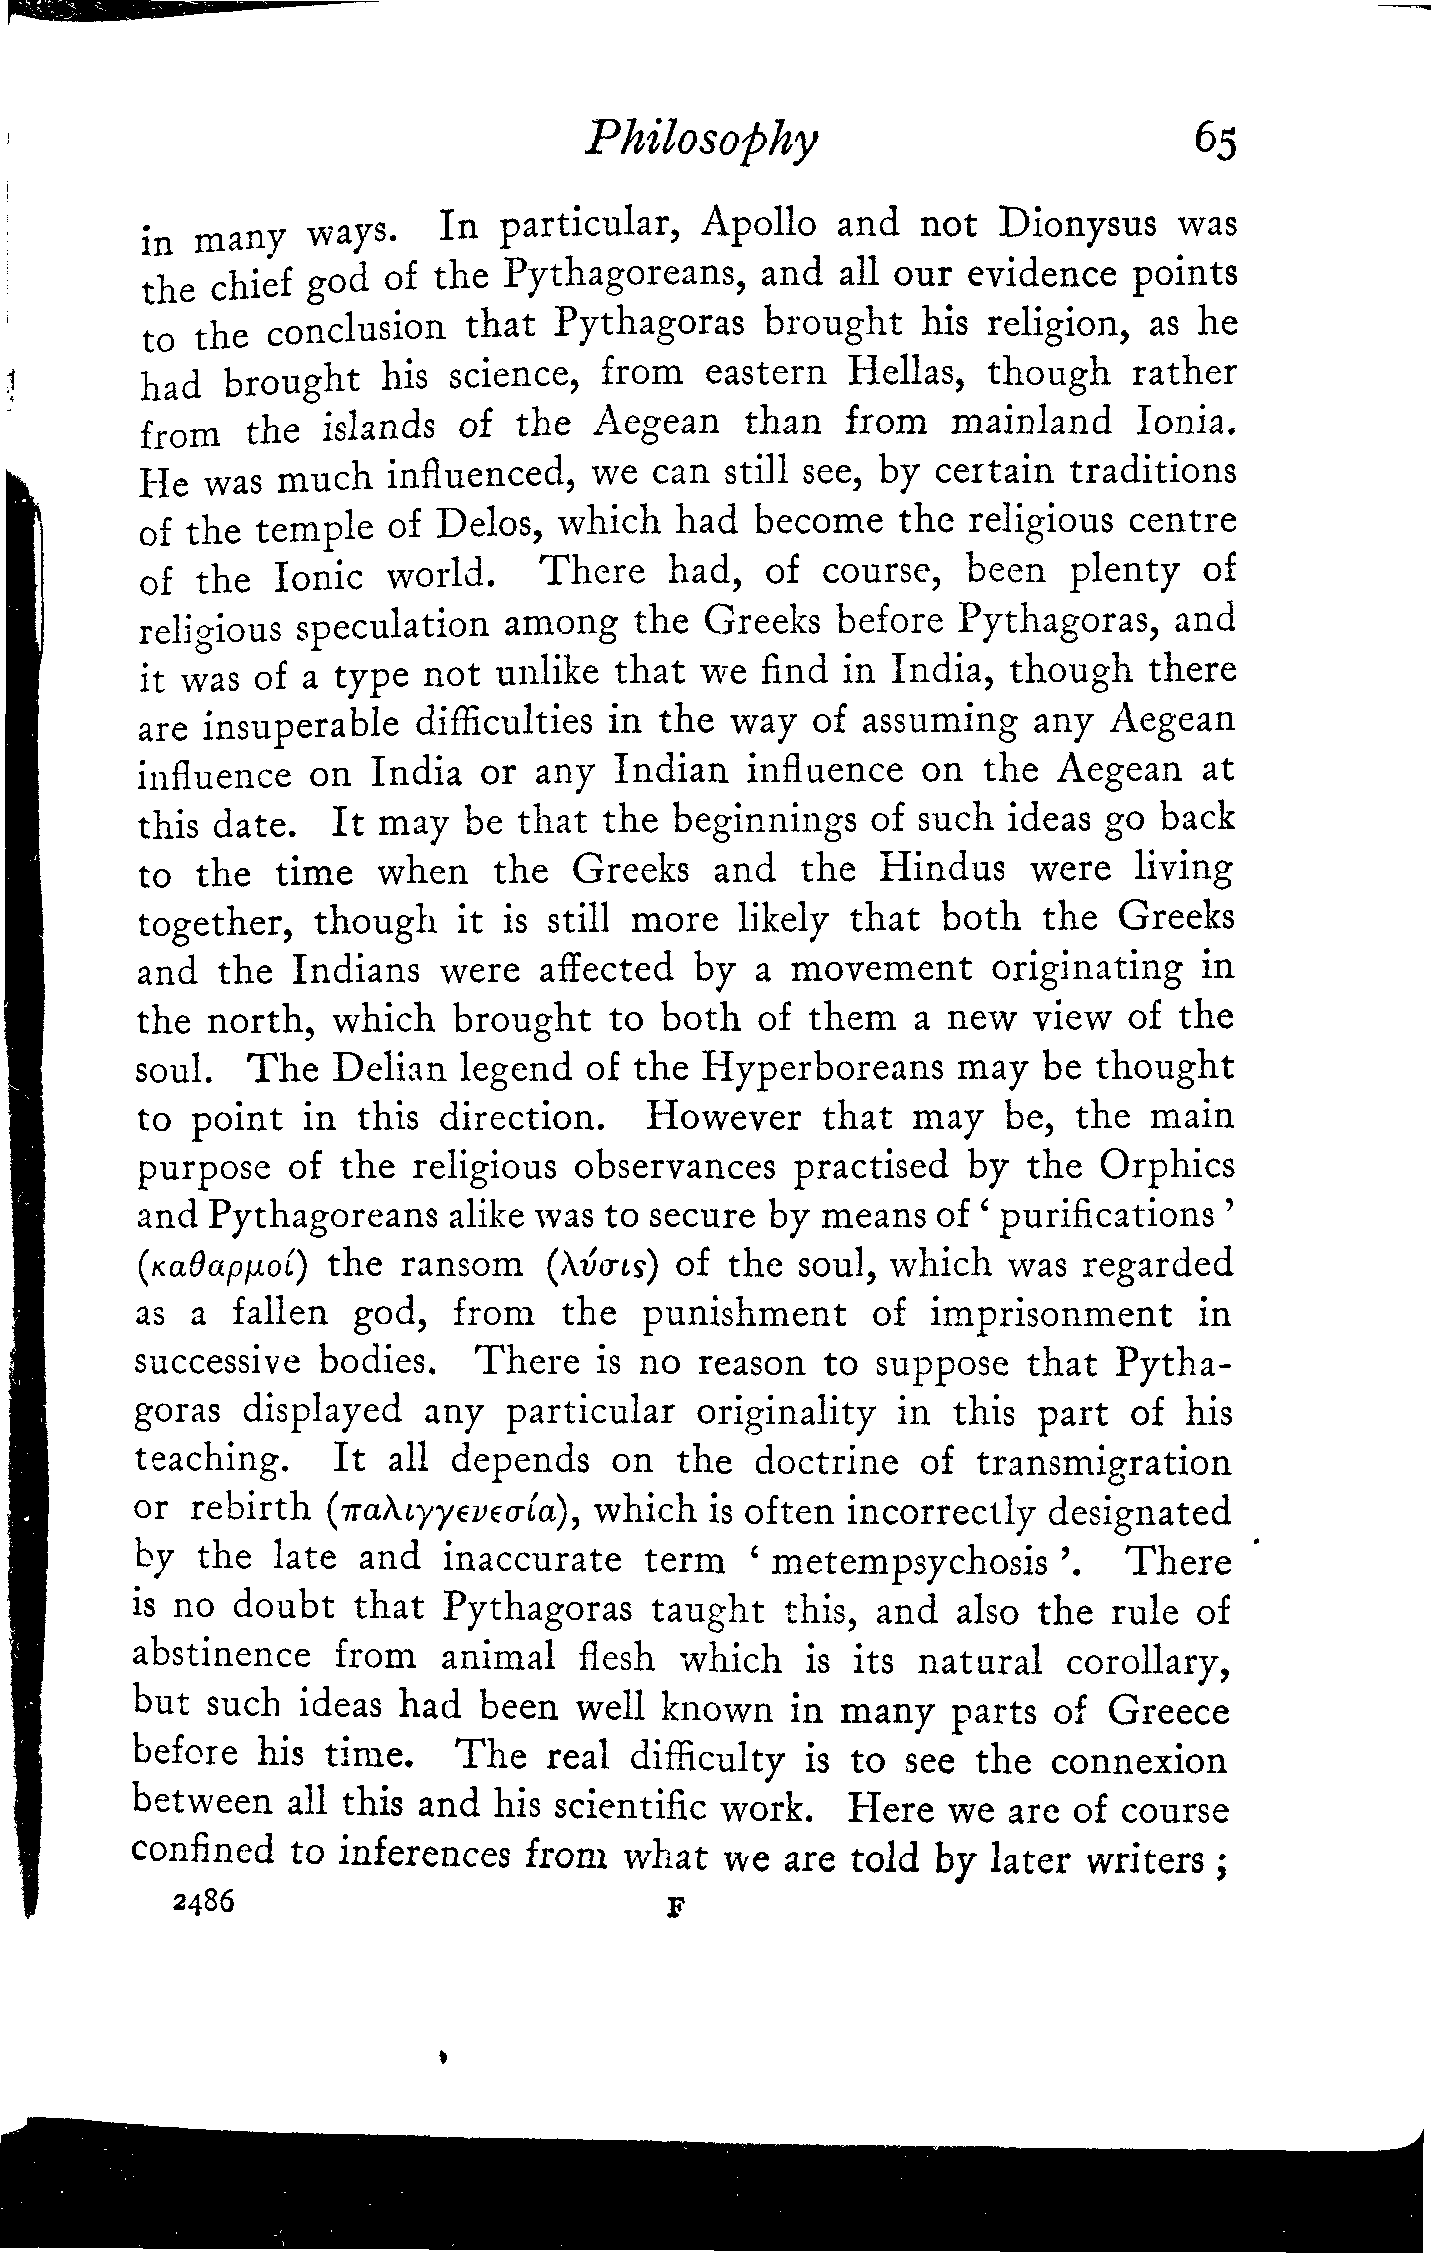 Philosophy 65
in many ways. In particular, Apollo and not Dionysus was
the chief god of the Pythagoreans, and all our evidence points
to the conclusion that Pythagoras brought his religion, as he
had brought his science, from eastern Hellas, though rather
from the islands of the Aegean than from mainland Ionia.
He was much influenced, we can still see, by certain traditions
of the temple of Delos, which had become the religious centre
of the Ionic world. There had, of course, been plenty of
religious speculation among the Greeks before Pythagoras, and
it was of a type not unlike that we find in India, though there
are insuperable difficulties in the way of assuming any Aegean
influence on India or any Indian influence on the Aegean at
this date. It may be that the beginnings of such ideas go back
to the time when the Greeks and the Hindus were living
together, though it is still more likely that both the Greeks
and the Indians were affected by a movement originating in
the north, which brought to both of them a new view of the
soul. The Delian legend of the Hyperboreans may be thought
to point in this direction. However that may be, the main
purpose of the religious observances practised by the Orphics
and Pythagoreans alike was to secure by means of ‘ purifications ’
(καθαρμοί) the ransom (λύσις) of the soul, which was regarded
as a fallen god, from the punishment of imprisonment in
successive bodies. There is no reason to suppose that Pytha-
goras displayed any particular originality in this part of his
teaching. It all depends on the doctrine of transmigration
or rebirth (παλιγγενεσία), which is often incorrectly designated
by the late and inaccurate term ‘ metempsychosis ’. There
is no doubt that Pythagoras taught this, and also the rule of
abstinence from animal flesh which is its natural corollary,
but such ideas had been well known in many parts of Greece
before his time. The real difficulty is to see the connexion
between all this and his scientific work. Here we are of course
confined to inferences from what we are told by later writers ;
2486 F